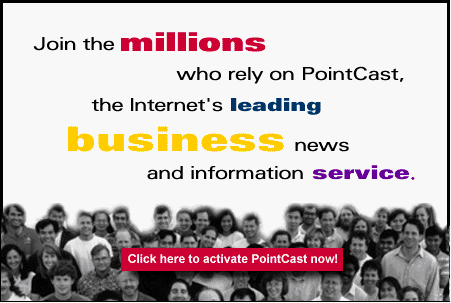 Join the millions
who rely on PointCast,
the Internet's leading
business news
and information service.
Click here to activate PointCast now!